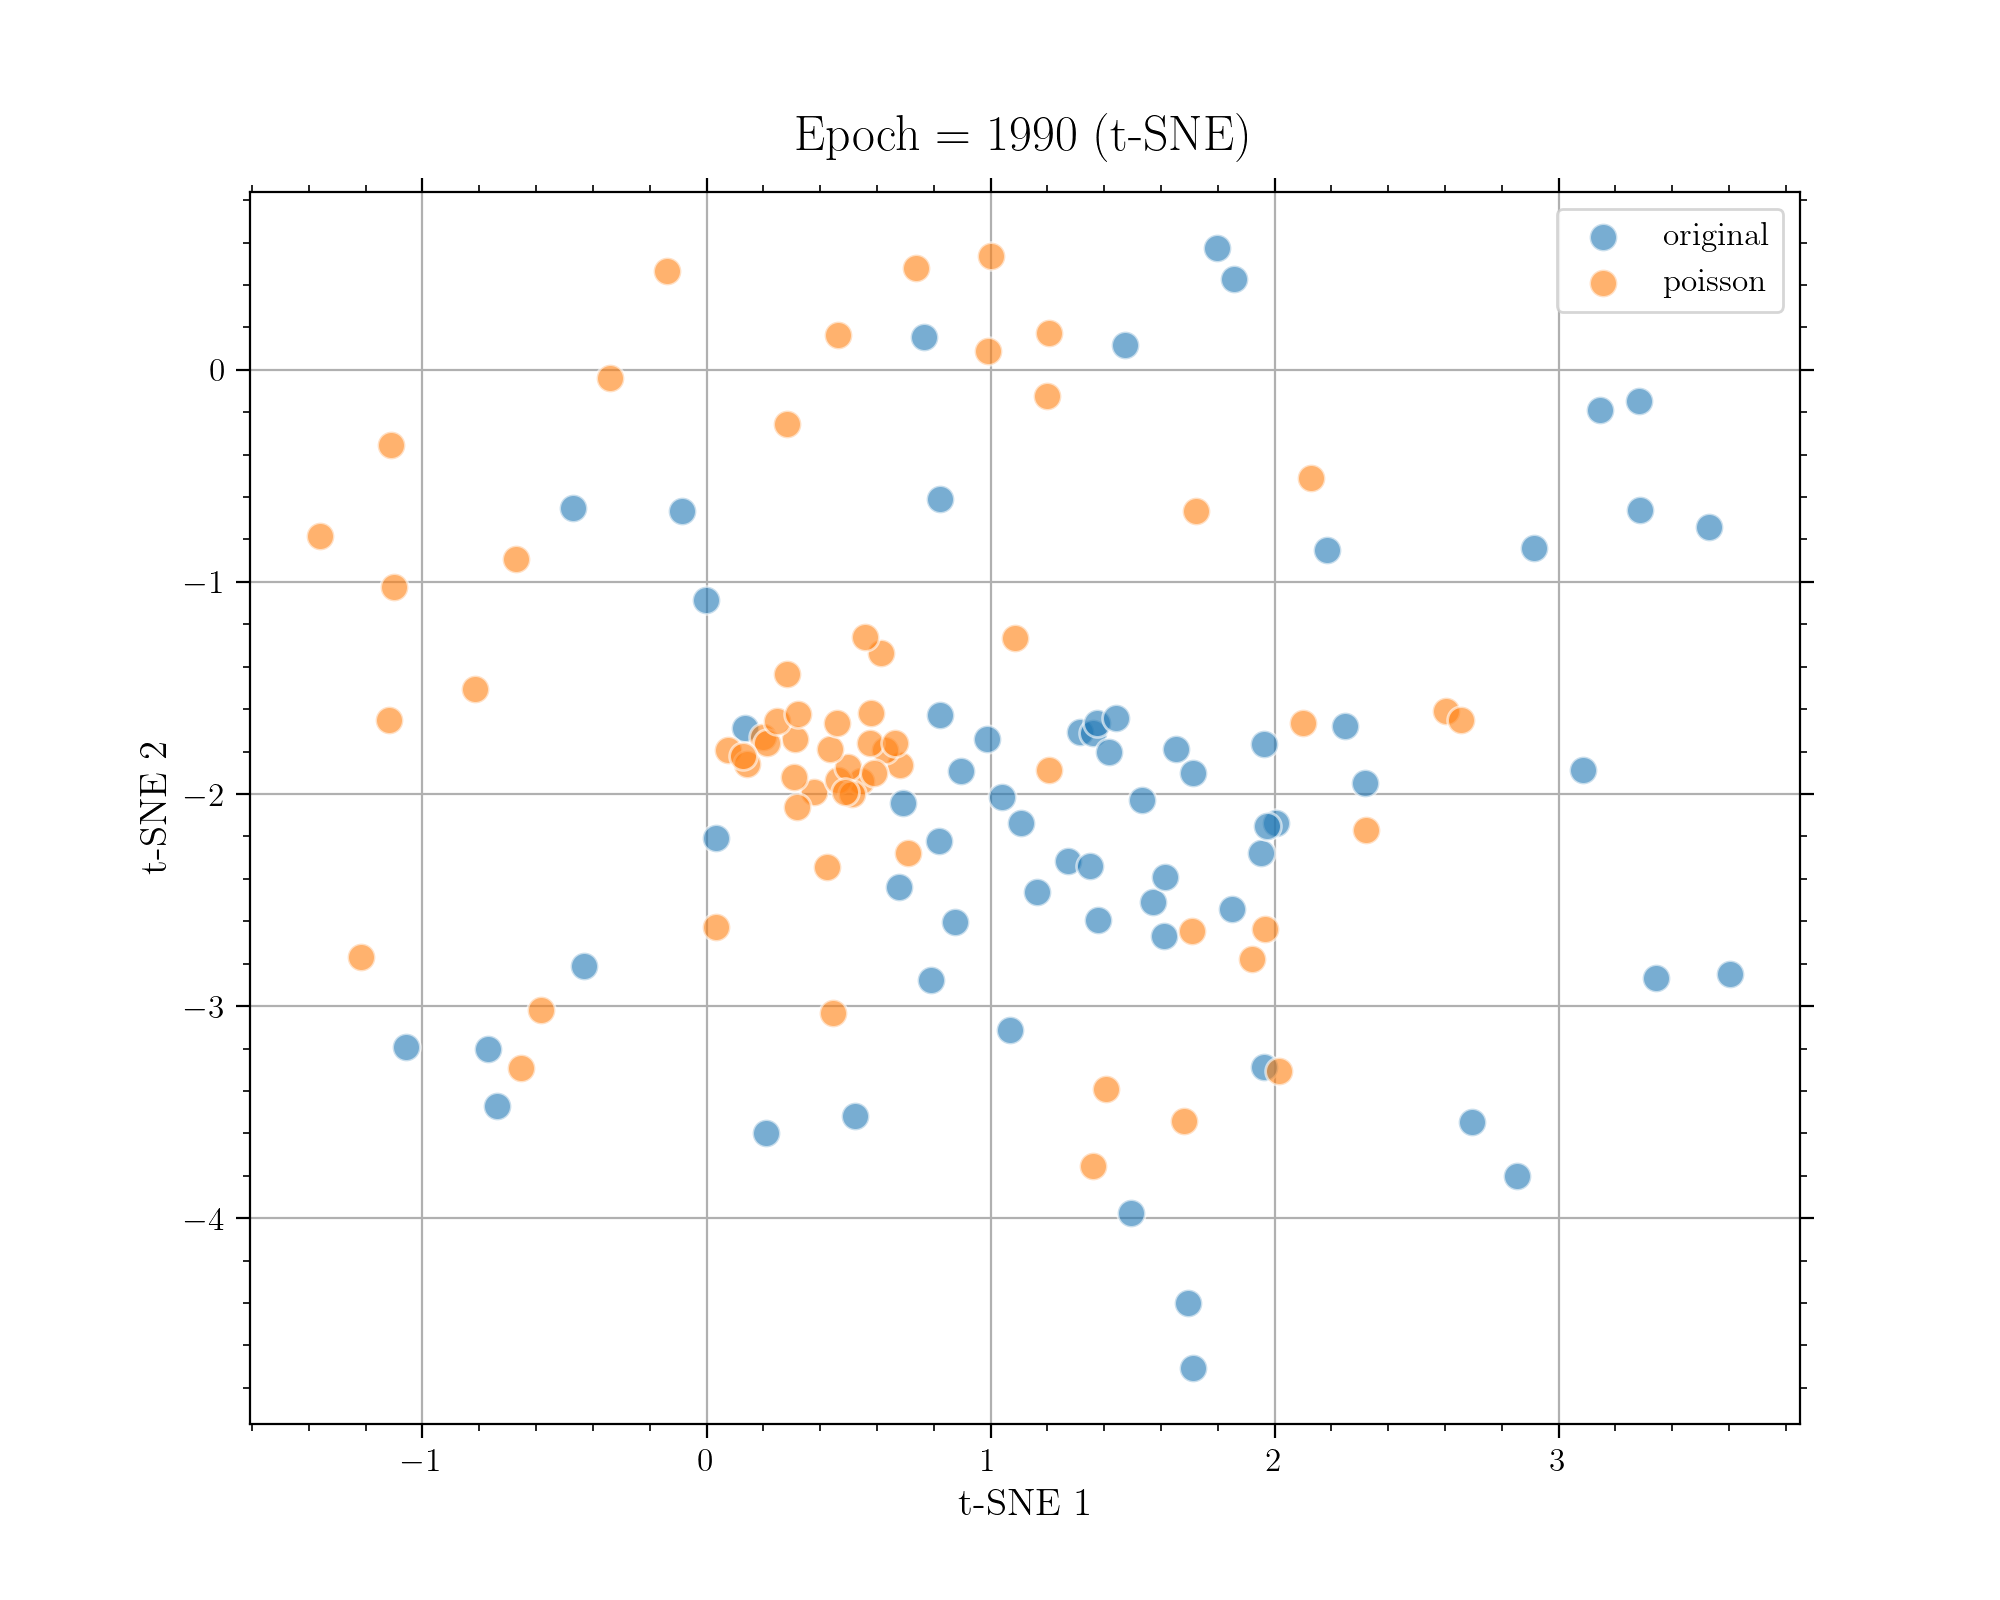 Epoch = 1990 (t-SNE)
original
poisson
0
−1
−2
−3
−4
t-SNE 2
−1
0
1
2
3
t-SNE 1